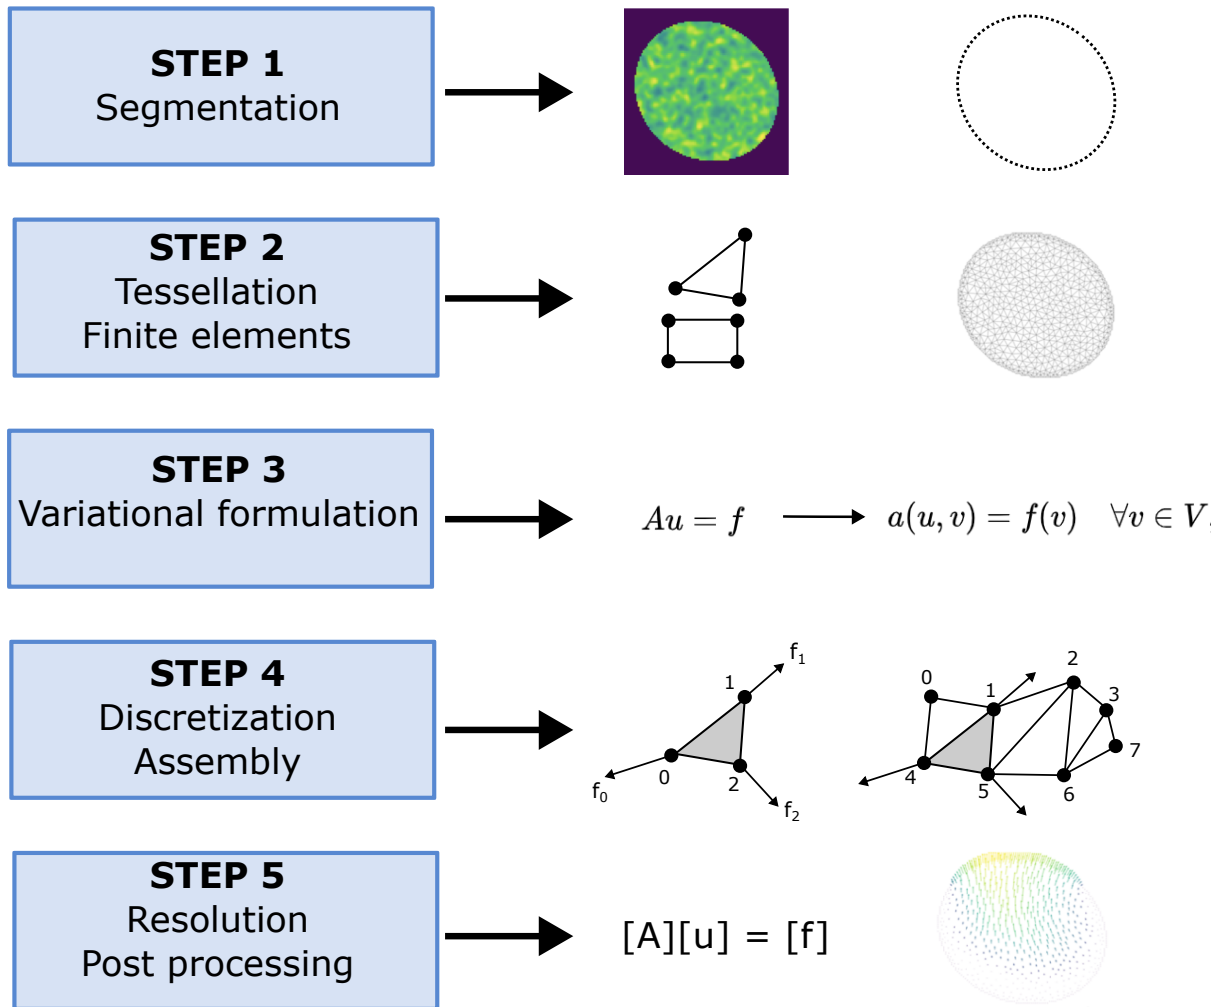 STEP 1
Segmentation
STEP 2
Tessellation
Finite elements
STEP 3
Variational formulation
Au = f
a(u, v) = f(v) ∀v ∈ V,
STEP 4
Discretization
Assembly
f₁
1
0
2
f₀
f₂
0
1
2
3
4
5
6
7
STEP 5
Resolution
Post processing
[A][u] = [f]